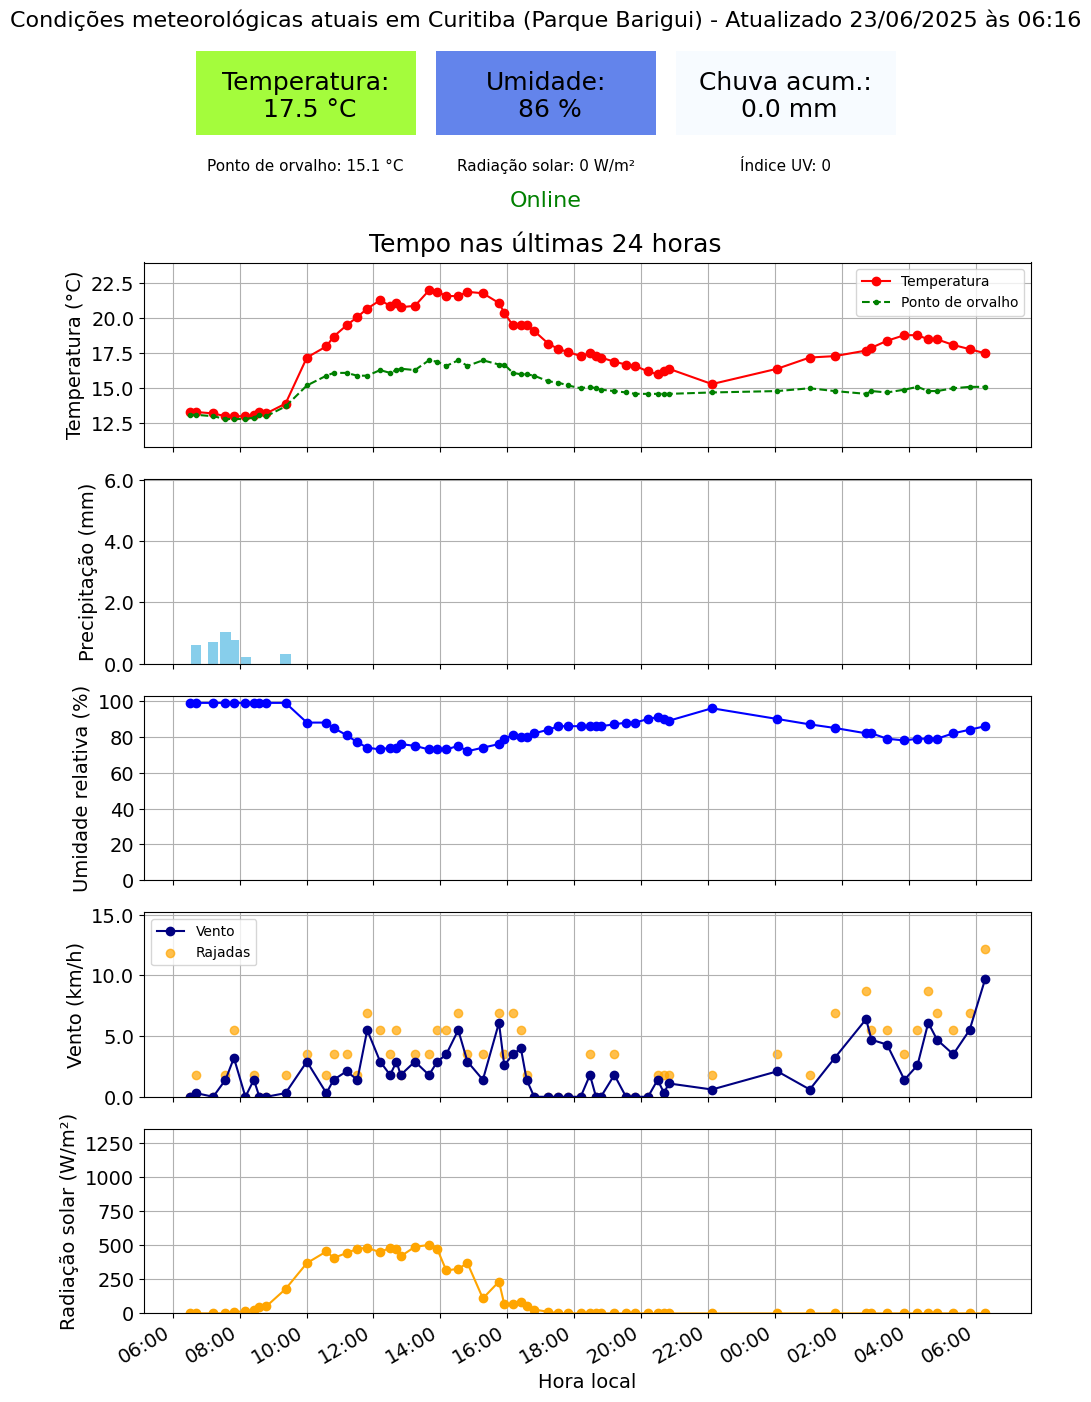 Condições meteorológicas atuais em Curitiba (Parque Barigui) - Atualizado 23/06/2025 às 06:16
Temperatura:
17.5 °C
Umidade:
86 %
Chuva acum.:
0.0 mm
Ponto de orvalho: 15.1 °C
Radiação solar: 0 W/m²
Índice UV: 0
Online
Tempo nas últimas 24 horas
Temperatura (°C)
22.5
20.0
17.5
15.0
12.5
Temperatura
Ponto de orvalho
Precipitação (mm)
6.0
4.0
2.0
0.0
Umidade relativa (%)
100
80
60
40
20
0
Vento (km/h)
15.0
10.0
5.0
0.0
Vento
Rajadas
Radiação solar (W/m²)
1250
1000
750
500
250
0
06:00
08:00
10:00
12:00
14:00
16:00
18:00
20:00
22:00
00:00
02:00
04:00
06:00
Hora local